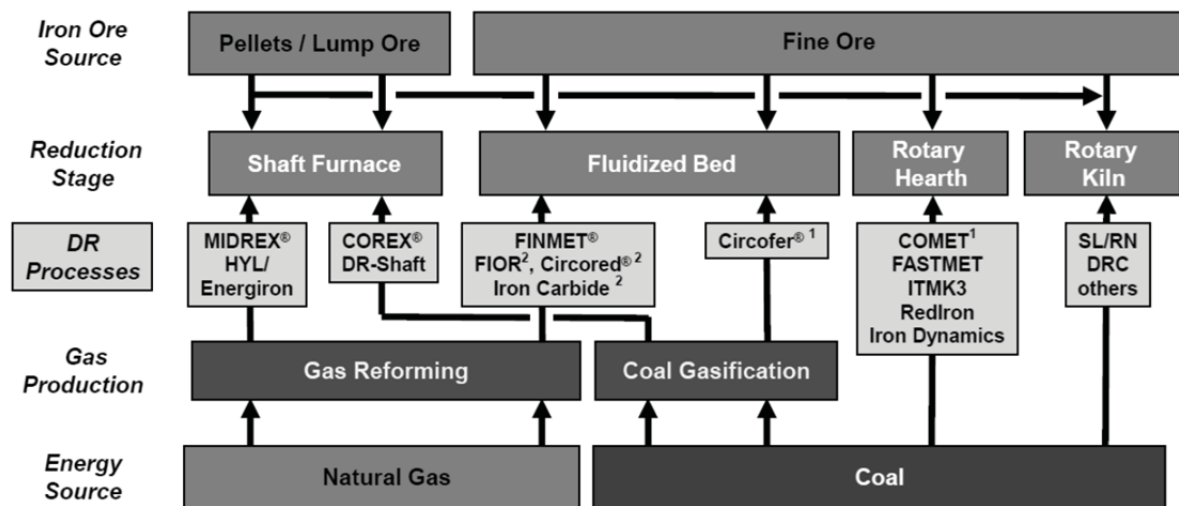 Iron Ore
Source
Pellets / Lump Ore
Fine Ore
Reduction
Stage
Shaft Furnace
Fluidized Bed
Rotary
Hearth
Rotary
Kiln
DR
Processes
MIDREX®
HYL/
Energiron
COREX®
DR-Shaft
FINMET®
FIOR², Circored® ²
Iron Carbide ²
Circofer® ¹
COMET¹
FASTMET
ITMK3
RedIron
Iron Dynamics
SL/RN
DRC
others
Gas
Production
Gas Reforming
Coal Gasification
Energy
Source
Natural Gas
Coal